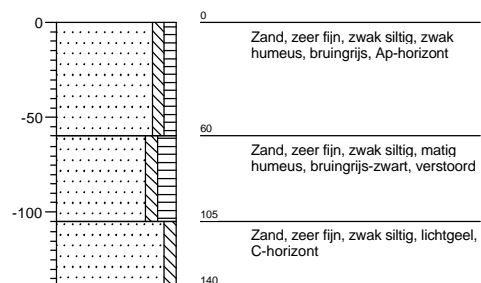 0
0
Zand, zeer fijn, zwak siltig, zwak
humeus, bruingrijs, Ap-horizont
-50
60
Zand, zeer fijn, zwak siltig, matig
humeus, bruingrijs-zwart, verstoord
-100
105
Zand, zeer fijn, zwak siltig, lichtgeel,
C-horizont
140